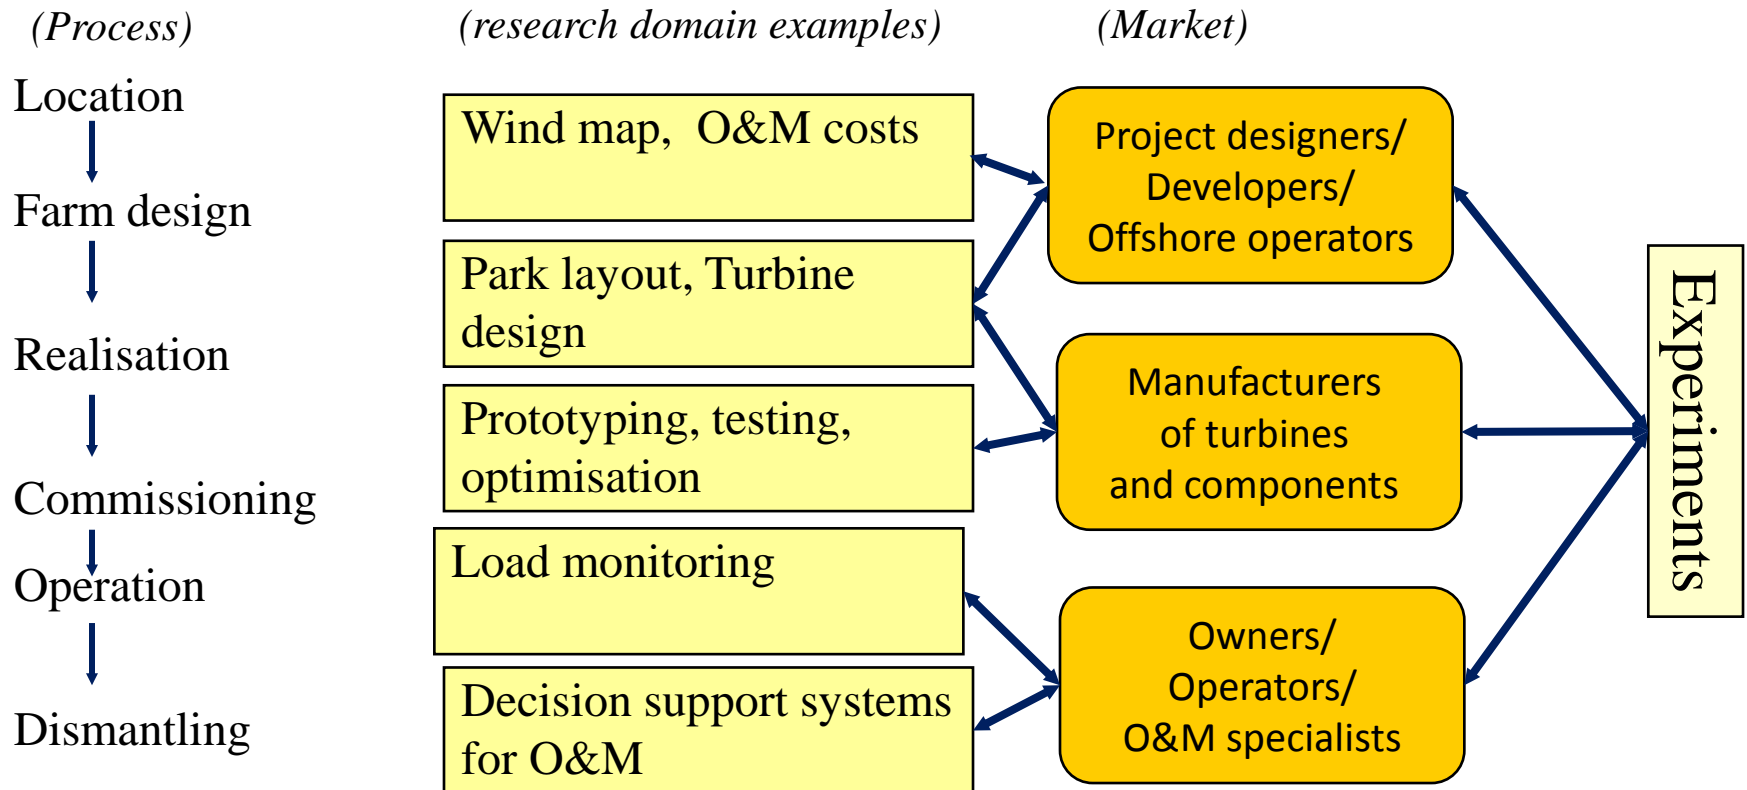 (Process)
(research domain examples)
(Market)
Location
Farm design
Realisation
Commissioning
Operation
Dismantling
Wind map,  O&M costs
Park layout, Turbine
design
Prototyping, testing,
optimisation
Load monitoring
Decision support systems
for O&M
Project designers/
Developers/
Offshore operators
Manufacturers
of turbines
and components
Owners/
Operators/
O&M specialists
Experiments